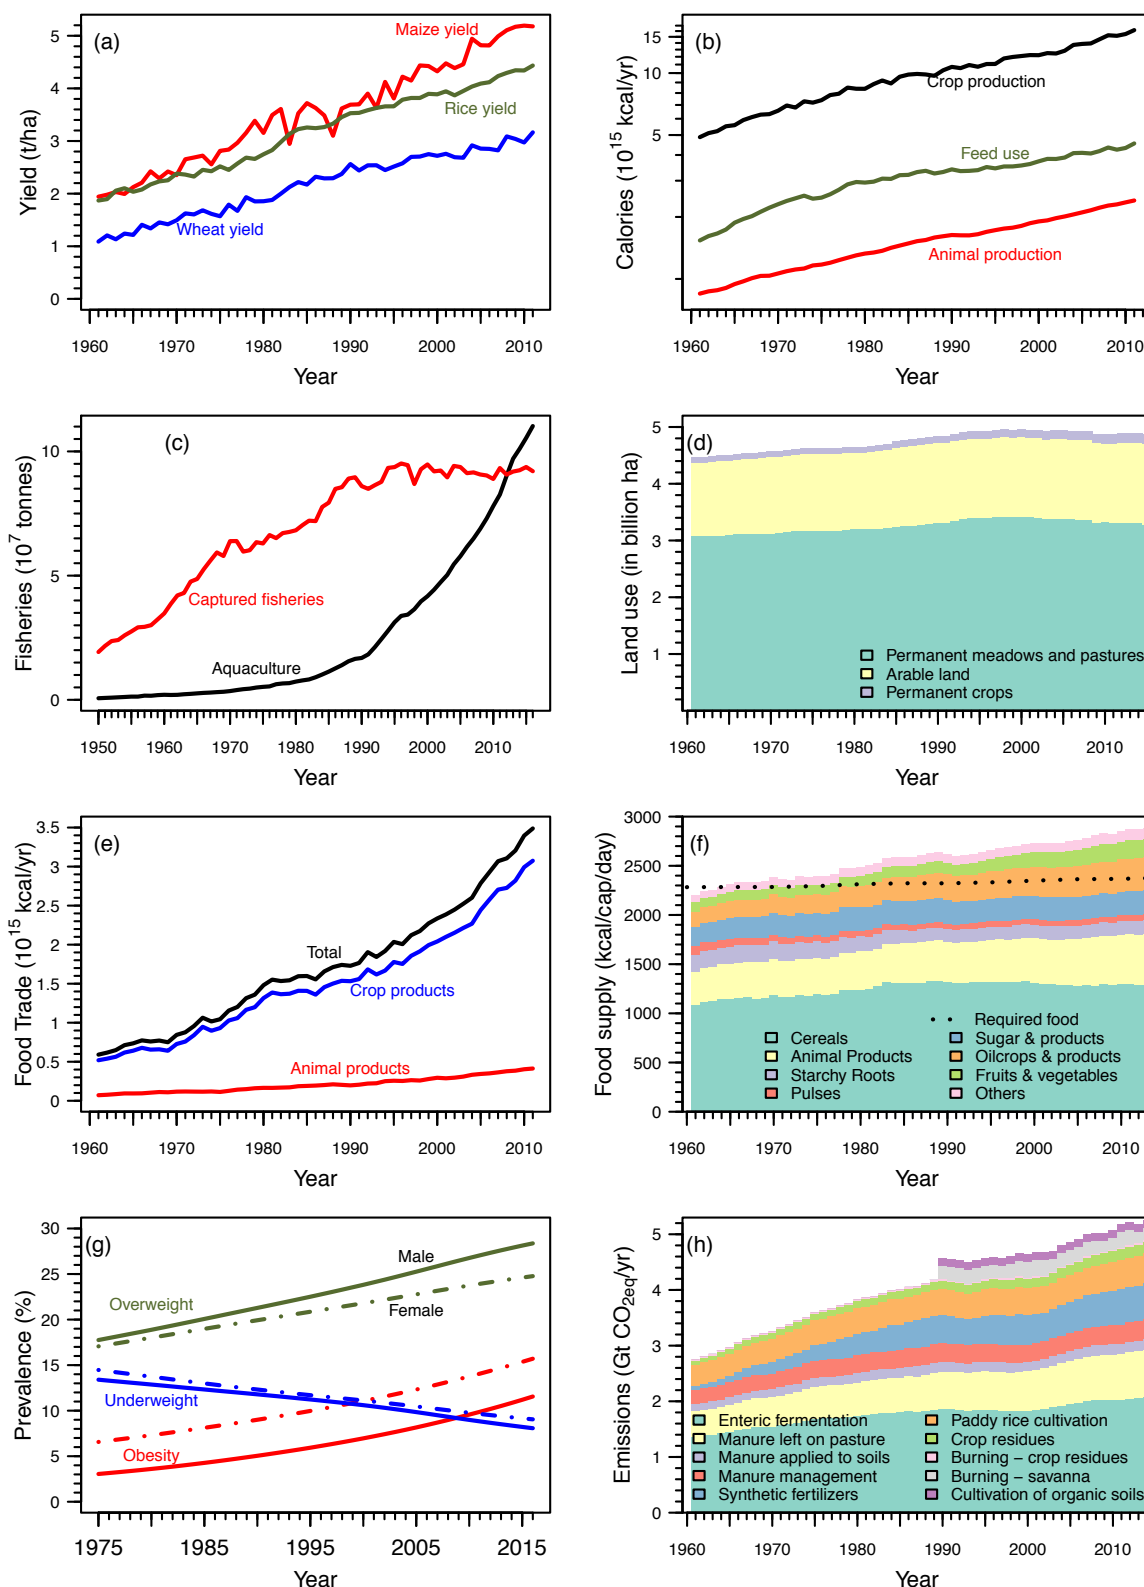 (a)
Maize yield
Rice yield
Wheat yield
Yield (t/ha)
0
1
2
3
4
5
1960
1970
1980
1990
2000
2010
Year
(b)
Crop production
Feed use
Animal production
Calories (10^15 kcal/yr)
5
10
15
1960
1970
1980
1990
2000
2010
Year
(c)
Captured fisheries
Aquaculture
Fisheries (10^7 tonnes)
0
5
10
1950
1960
1970
1980
1990
2000
2010
Year
(d)
Land use (in billion ha)
1
2
3
4
5
Permanent meadows and pastures
Arable land
Permanent crops
1960
1970
1980
1990
2000
2010
Year
(e)
Total
Crop products
Animal products
Food Trade (10^15 kcal/yr)
0
0.5
1
1.5
2
2.5
3
3.5
1960
1970
1980
1990
2000
2010
Year
(f)
Food supply (kcal/cap/day)
0
500
1000
1500
2000
2500
3000
Cereals
Animal Products
Starchy Roots
Pulses
Required food
Sugar & products
Oilcrops & products
Fruits & vegetables
Others
1960
1970
1980
1990
2000
2010
Year
(g)
Male
Female
Overweight
Underweight
Obesity
Prevalence (%)
0
5
10
15
20
25
30
1975
1985
1995
2005
2015
Year
(h)
Emissions (Gt CO2eq/yr)
0
1
2
3
4
5
Enteric fermentation
Manure left on pasture
Manure applied to soils
Manure management
Synthetic fertilizers
Paddy rice cultivation
Crop residues
Burning – crop residues
Burning – savanna
Cultivation of organic soils
1960
1970
1980
1990
2000
2010
Year